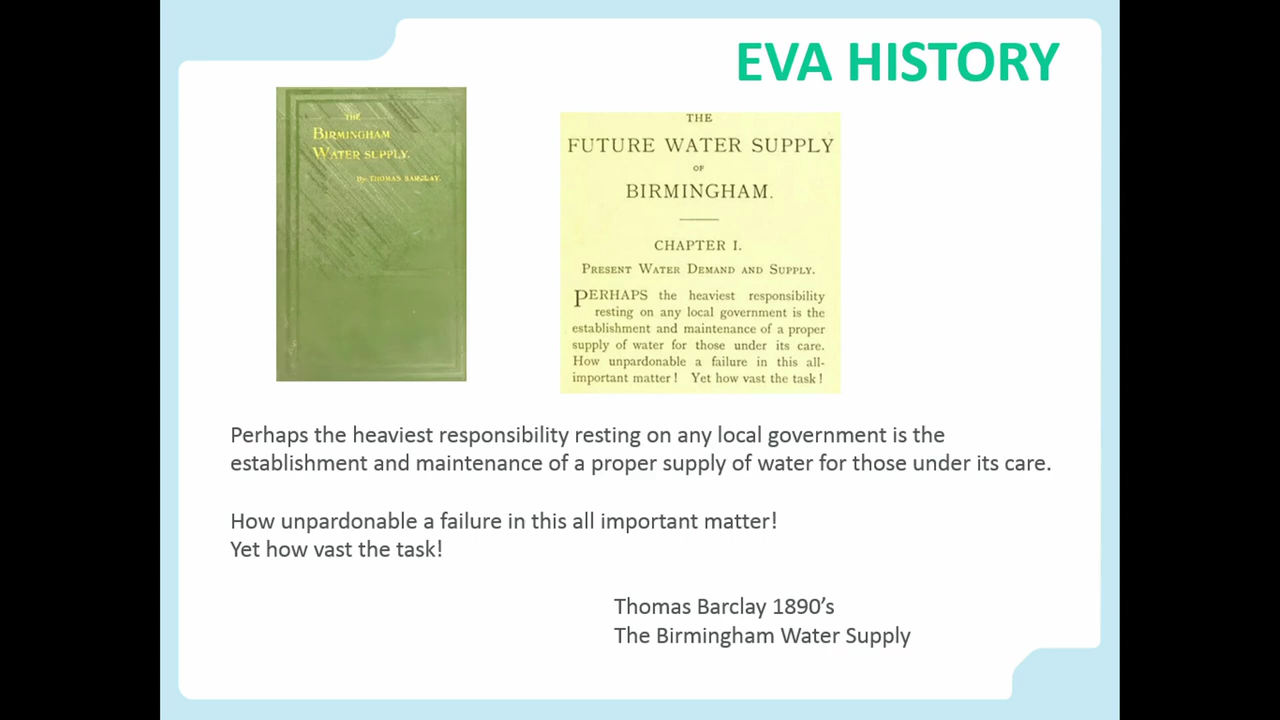 EVA HISTORY
THE
BIRMINGHAM
WATER SUPPLY.
By THOMAS BARCLAY.
THE
FUTURE WATER SUPPLY
OF
BIRMINGHAM.
CHAPTER I.
PRESENT WATER DEMAND AND SUPPLY.
PERHAPS the heaviest responsibility
resting on any local government is the
establishment and maintenance of a proper
supply of water for those under its care.
How unpardonable a failure in this all-
important matter! Yet how vast the task!
Perhaps the heaviest responsibility resting on any local government is the
establishment and maintenance of a proper supply of water for those under its care.
How unpardonable a failure in this all important matter!
Yet how vast the task!
Thomas Barclay 1890’s
The Birmingham Water Supply